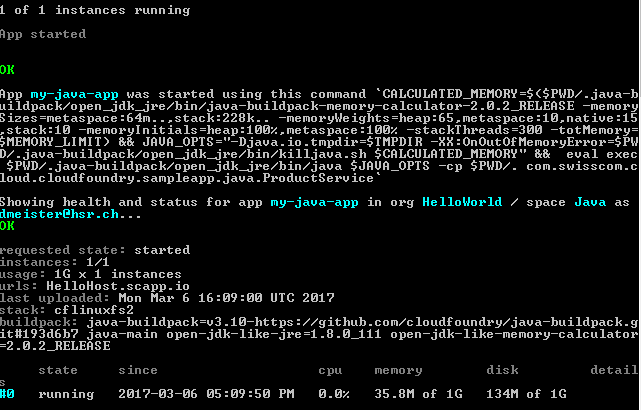 1 of 1 instances running
App started
OK
App my-java-app was started using this command `CALCULATED_MEMORY=$($PWD/.java-b
uildpack/open_jdk_jre/bin/java-buildpack-memory-calculator-2.0.2_RELEASE -memory
Sizes=metaspace:64m..,stack:228k.. -memoryWeights=heap:65,metaspace:10,native:15
,stack:10 -memoryInitials=heap:100%,metaspace:100% -stackThreads=300 -totMemory=
$MEMORY_LIMIT) && JAVA_OPTS="-Djava.io.tmpdir=$TMPDIR -XX:OnOutOfMemoryError=$PW
D/.java-buildpack/open_jdk_jre/bin/killjava.sh $CALCULATED_MEMORY" &&  eval exec
 $PWD/.java-buildpack/open_jdk_jre/bin/java $JAVA_OPTS -cp $PWD/. com.swisscom.c
loud.cloudfoundry.sampleapp.java.ProductService`
Showing health and status for app my-java-app in org HelloWorld / space Java as
dmeister@hsr.ch...
OK
requested state: started
instances: 1/1
usage: 1G x 1 instances
urls: HelloHost.scapp.io
last uploaded: Mon Mar 6 16:09:00 UTC 2017
stack: cflinuxfs2
buildpack: java-buildpack=v3.10-https://github.com/cloudfoundry/java-buildpack.g
it#193d6b7 java-main open-jdk-like-jre=1.8.0_111 open-jdk-like-memory-calculator
=2.0.2_RELEASE
     state     since                    cpu    memory        disk         detail
s
#0   running   2017-03-06 05:09:50 PM   0.0%   35.8M of 1G   134M of 1G